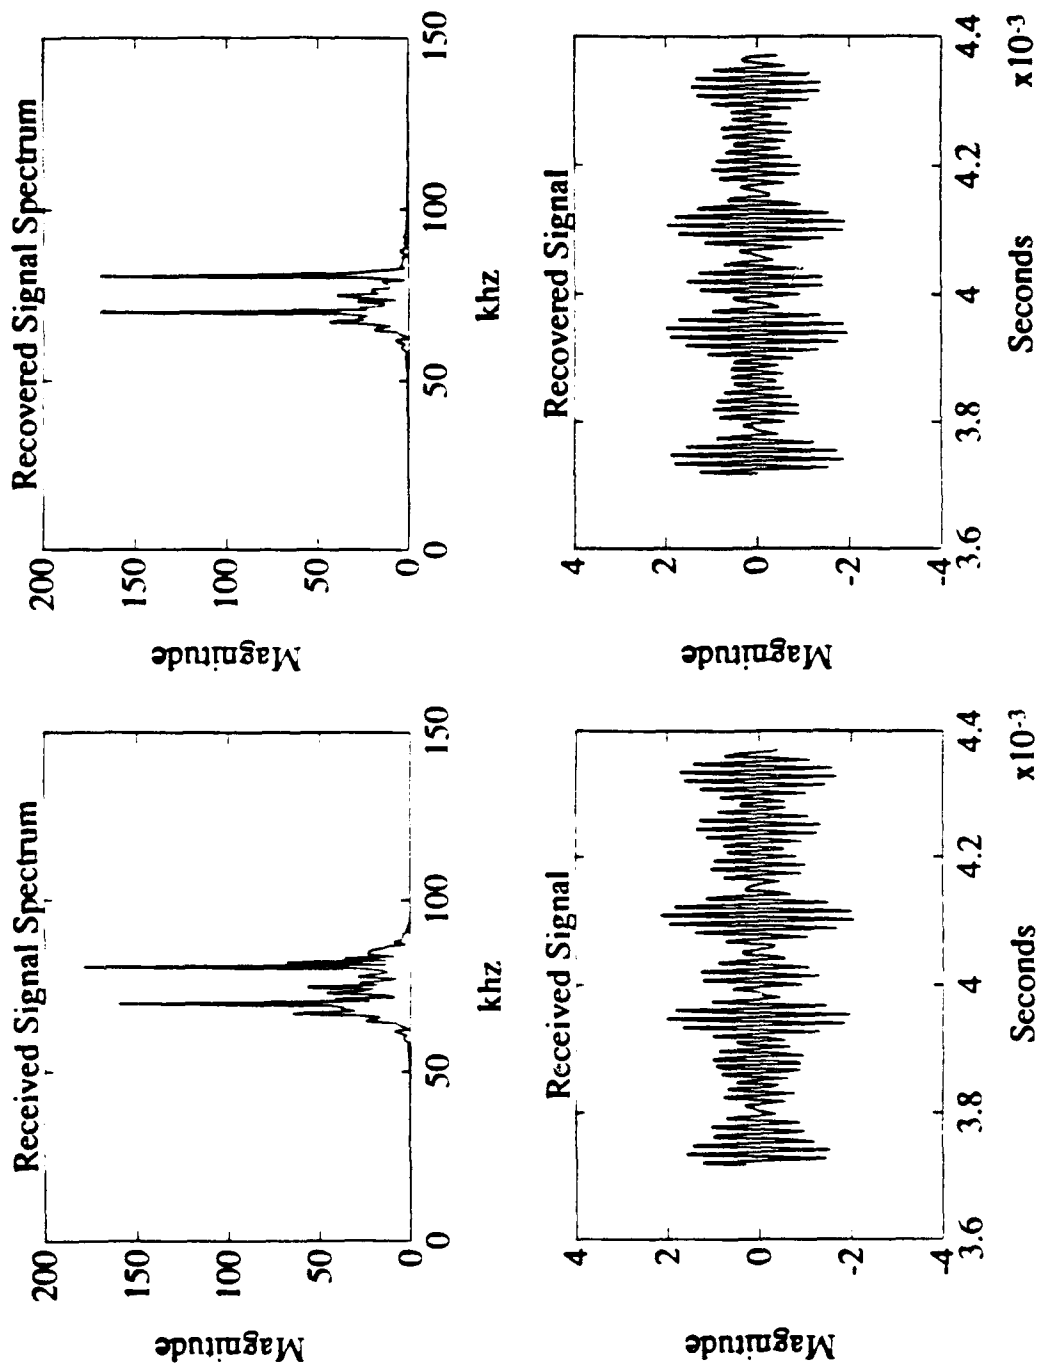 Received Signal Spectrum
200
150
100
50
0
Magnitude
0
50
100
150
khz
Recovered Signal Spectrum
200
150
100
50
0
Magnitude
0
50
100
150
khz
Received Signal
4
2
0
-2
-4
Magnitude
3.6
3.8
4
4.2
4.4
Seconds
x10-3
Recovered Signal
4
2
0
-2
-4
Magnitude
3.6
3.8
4
4.2
4.4
Seconds
x10-3